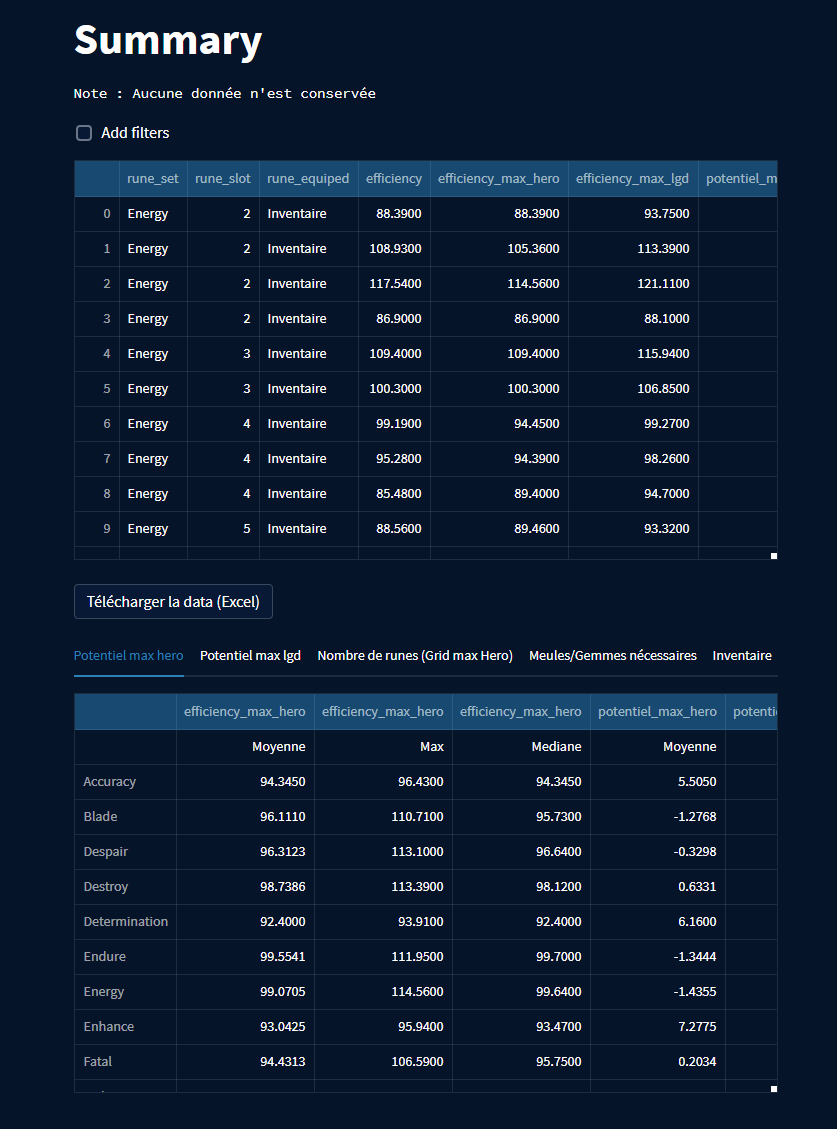 Summary
Note : Aucune donnée n'est conservée
Add filters
rune_set rune_slot rune_equiped efficiency efficiency_max_hero efficiency_max_lgd potentiel_m
0 Energy 2 Inventaire 88.3900 88.3900 93.7500
1 Energy 2 Inventaire 108.9300 105.3600 113.3900
2 Energy 2 Inventaire 117.5400 114.5600 121.1100
3 Energy 2 Inventaire 86.9000 86.9000 88.1000
4 Energy 3 Inventaire 109.4000 109.4000 115.9400
5 Energy 3 Inventaire 100.3000 100.3000 106.8500
6 Energy 4 Inventaire 99.1900 94.4500 99.2700
7 Energy 4 Inventaire 95.2800 94.3900 98.2600
8 Energy 4 Inventaire 85.4800 89.4000 94.7000
9 Energy 5 Inventaire 88.5600 89.4600 93.3200
Télécharger la data (Excel)
Potentiel max hero Potentiel max lgd Nombre de runes (Grid max Hero) Meules/Gemmes nécessaires Inventaire
efficiency_max_hero efficiency_max_hero efficiency_max_hero potentiel_max_hero potenti
Moyenne Max Mediane Moyenne
Accuracy 94.3450 96.4300 94.3450 5.5050
Blade 96.1110 110.7100 95.7300 -1.2768
Despair 96.3123 113.1000 96.6400 -0.3298
Destroy 98.7386 113.3900 98.1200 0.6331
Determination 92.4000 93.9100 92.4000 6.1600
Endure 99.5541 111.9500 99.7000 -1.3444
Energy 99.0705 114.5600 99.6400 -1.4355
Enhance 93.0425 95.9400 93.4700 7.2775
Fatal 94.4313 106.5900 95.7500 0.2034